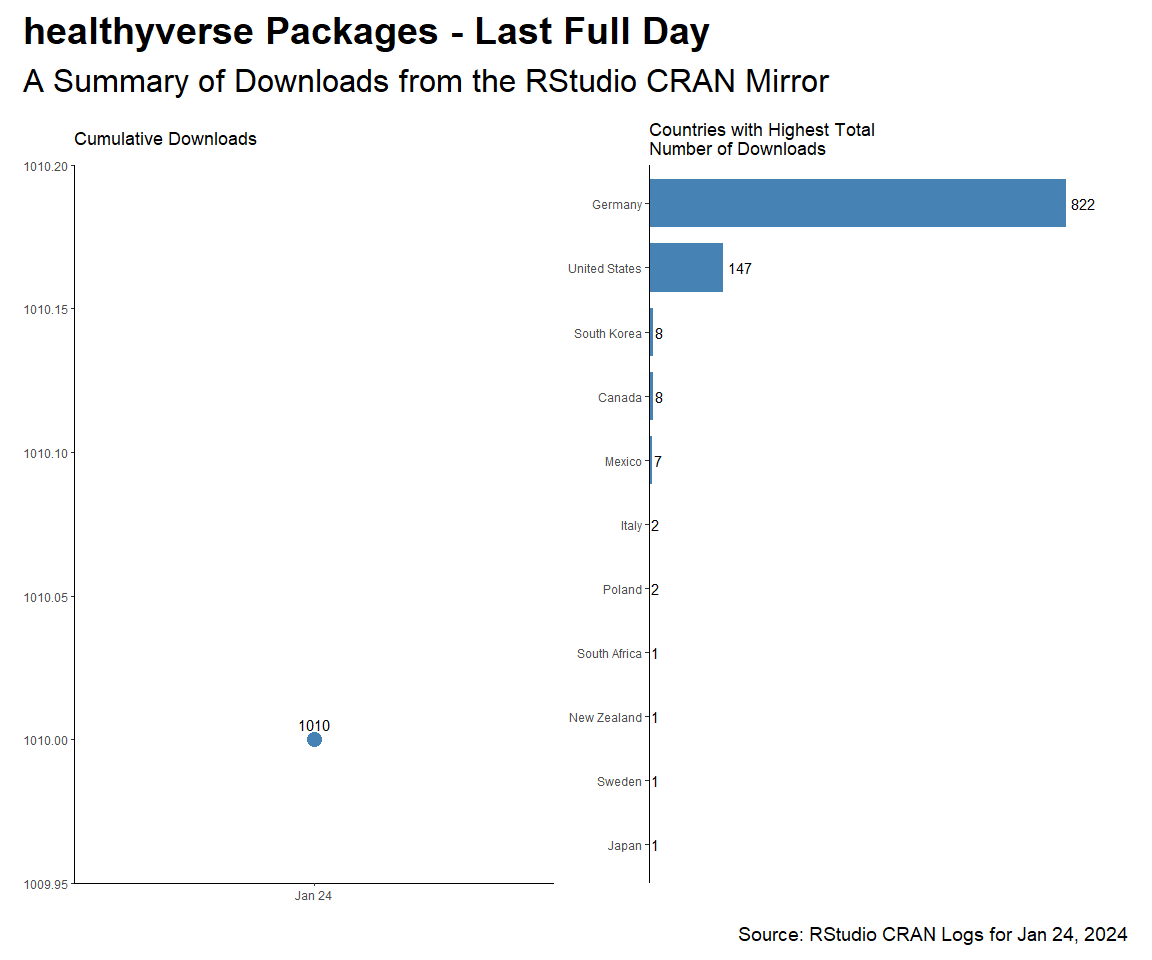 healthyverse Packages - Last Full Day
A Summary of Downloads from the RStudio CRAN Mirror
Cumulative Downloads
1010.20
1010.15
1010.10
1010.05
1010.00
1009.95
1010
Jan 24
Countries with Highest Total
Number of Downloads
Germany 822
United States 147
South Korea 8
Canada 8
Mexico 7
Italy 2
Poland 2
South Africa 1
New Zealand 1
Sweden 1
Japan 1
Source: RStudio CRAN Logs for Jan 24, 2024